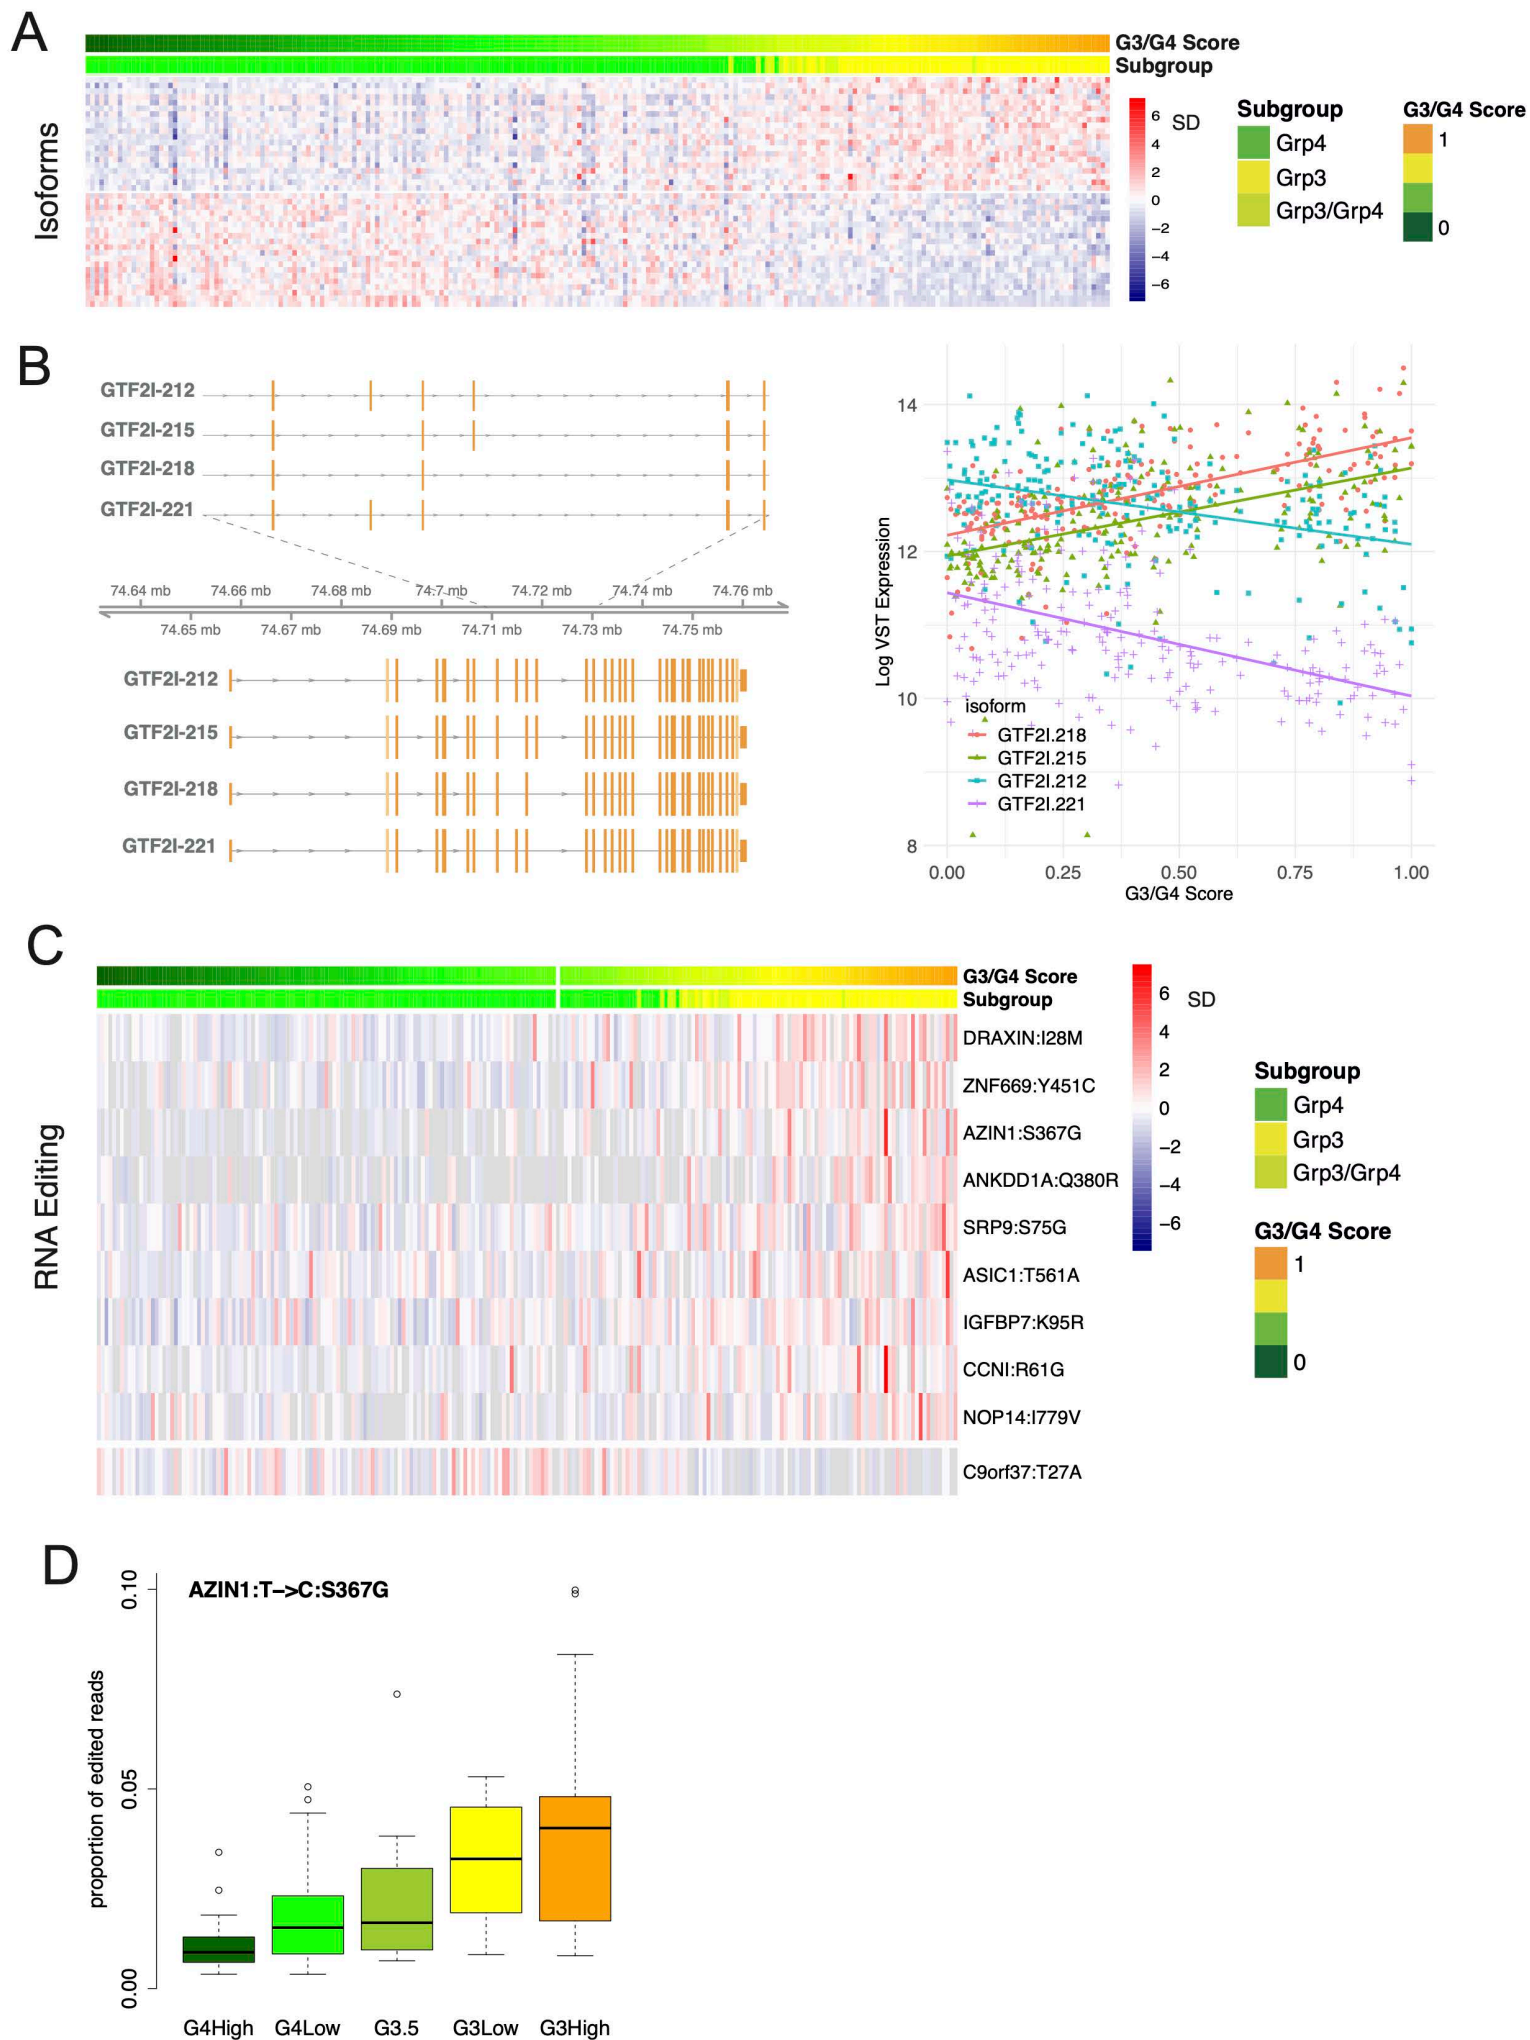 A
G3/G4 Score
Subgroup
Isoforms
6
4
2
0
−2
−4
−6
SD
Subgroup
Grp4
Grp3
Grp3/Grp4
G3/G4 Score
1
0
B
GTF2I-212
GTF2I-215
GTF2I-218
GTF2I-221
74.64 mb 74.66 mb 74.68 mb 74.7 mb 74.72 mb 74.74 mb 74.76 mb
74.65 mb 74.67 mb 74.69 mb 74.71 mb 74.73 mb 74.75 mb
GTF2I-212
GTF2I-215
GTF2I-218
GTF2I-221
Log VST Expression
14
12
10
8
isoform
GTF2I.218
GTF2I.215
GTF2I.212
GTF2I.221
0.00 0.25 0.50 0.75 1.00
G3/G4 Score
C
G3/G4 Score
Subgroup
RNA Editing
DRAXIN:I28M
ZNF669:Y451C
AZIN1:S367G
ANKDD1A:Q380R
SRP9:S75G
ASIC1:T561A
IGFBP7:K95R
CCNI:R61G
NOP14:I779V
C9orf37:T27A
6
4
2
0
−2
−4
−6
SD
Subgroup
Grp4
Grp3
Grp3/Grp4
G3/G4 Score
1
0
D
AZIN1:T−>C:S367G
proportion of edited reads
0.10
0.05
0.00
G4High G4Low G3.5 G3Low G3High